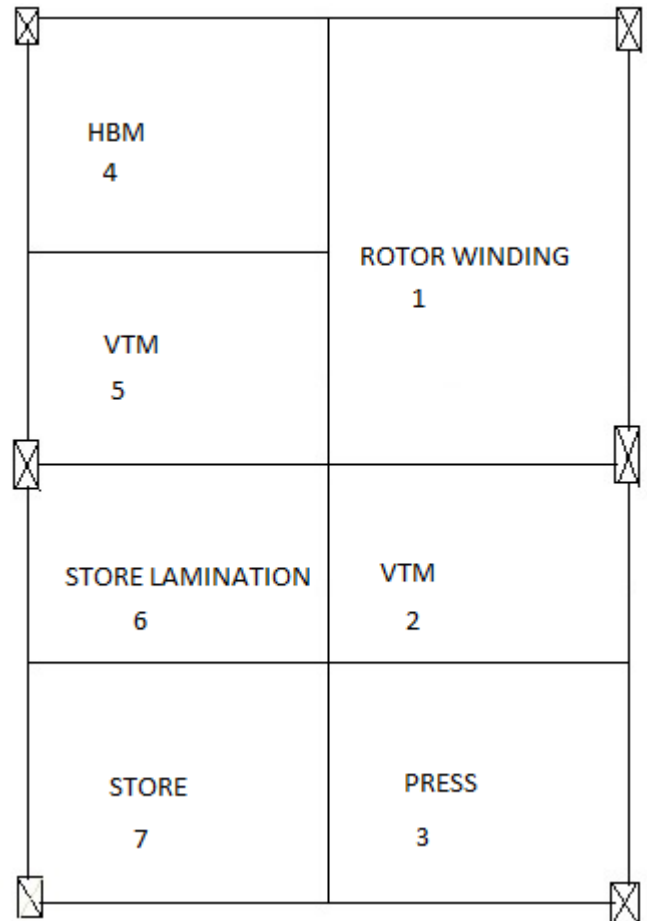 HBM
4
ROTOR WINDING
1
VTM
5
STORE LAMINATION
6
VTM
2
STORE
7
PRESS
3